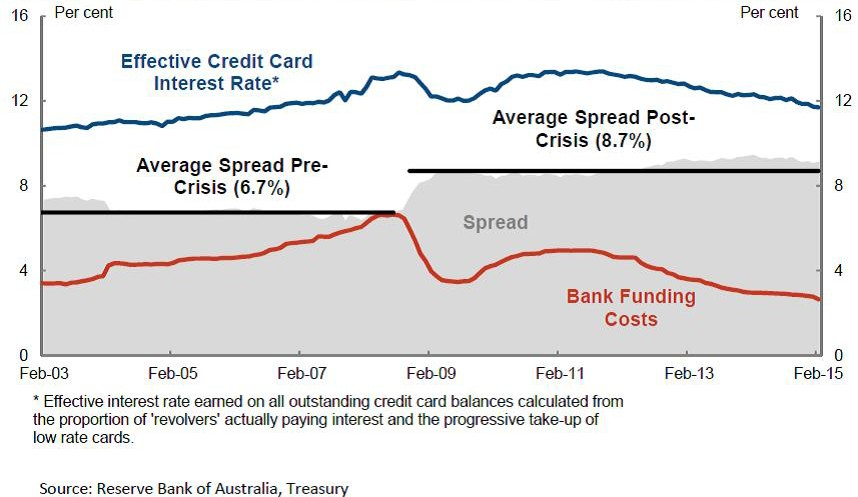 16 Per cent Per cent 16
Effective Credit Card
Interest Rate*
12 12
Average Spread Post-
Crisis (8.7%)
Average Spread Pre-
Crisis (6.7%)
8 8
Spread
4 4
Bank Funding
Costs
0 0
Feb-03 Feb-05 Feb-07 Feb-09 Feb-11 Feb-13 Feb-15
* Effective interest rate earned on all outstanding credit card balances calculated from
the proportion of 'revolvers' actually paying interest and the progressive take-up of
low rate cards.
Source: Reserve Bank of Australia, Treasury